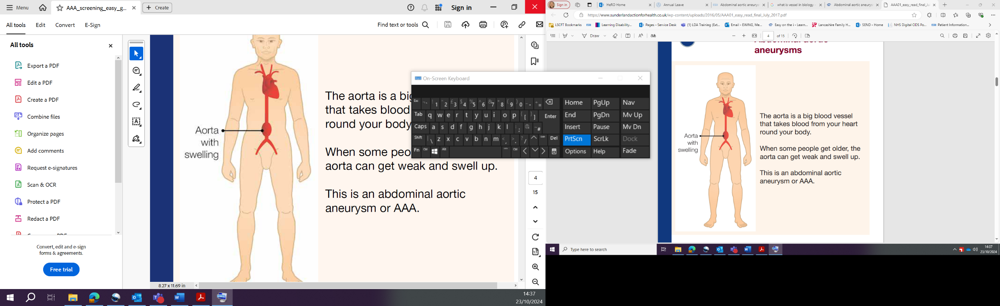 Menu
AAA_screening_easy_g...
Create
Sign in
All tools
Edit
Convert
E-Sign
Find text or tools
All tools
Export a PDF
Edit a PDF
Create a PDF
Combine files
Organize pages
Add comments
Request e-signatures
Scan & OCR
Protect a PDF
Redact a PDF
Convert, edit and e-sign
forms & agreements.
Free trial
Aorta
with
swelling
The aorta is a big
that takes blood
round your body
When some peo
aorta can get weak and swell up.
This is an abdominal aortic
aneurysm or AAA.
4
15
8.27 x 11.69 in
14:37
23/10/2024
On-Screen Keyboard
Esc 1 2 3 4 5 6 7 8 9 0 - = Home PgUp Nav
Tab q w e r t y u i o p [ ] Enter End PgDn Mv Up
Caps a s d f g h j k l ; # Insert Pause Mv Dn
Shift \ z x c v b n m , . / Del PrtScn ScrLk Dock
Fn Ctrl Alt Ctrl Options Help Fade
Sign in
HeRO Home
Annual Leave
Abdominal aortic aneurys
what is vessel in biology -
Abdominal aortic aneurys
AAA01_easy_read_final_Ju
https://www.sunderlandactionforhealth.co.uk/wp-content/uploads/2016/05/AAA01_easy_read_final_July_2017.pdf
LSCFT Bookmarks
Learning Disability...
Pages - Service Desk
(1) LDA Training (Ext...
Email - EWING, Me...
Easy on the i - Learn...
Lancashire Family H...
SEND - Home
NHS Digital ODS Po...
Patient Information...
Draw
4 of 15
aneurysms
Aorta
with
swelling
The aorta is a big blood vessel
that takes blood from your heart
round your body.
When some people get older, the
aorta can get weak and swell up.
This is an abdominal aortic
aneurysm or AAA.
Type here to search
14:37
23/10/2024